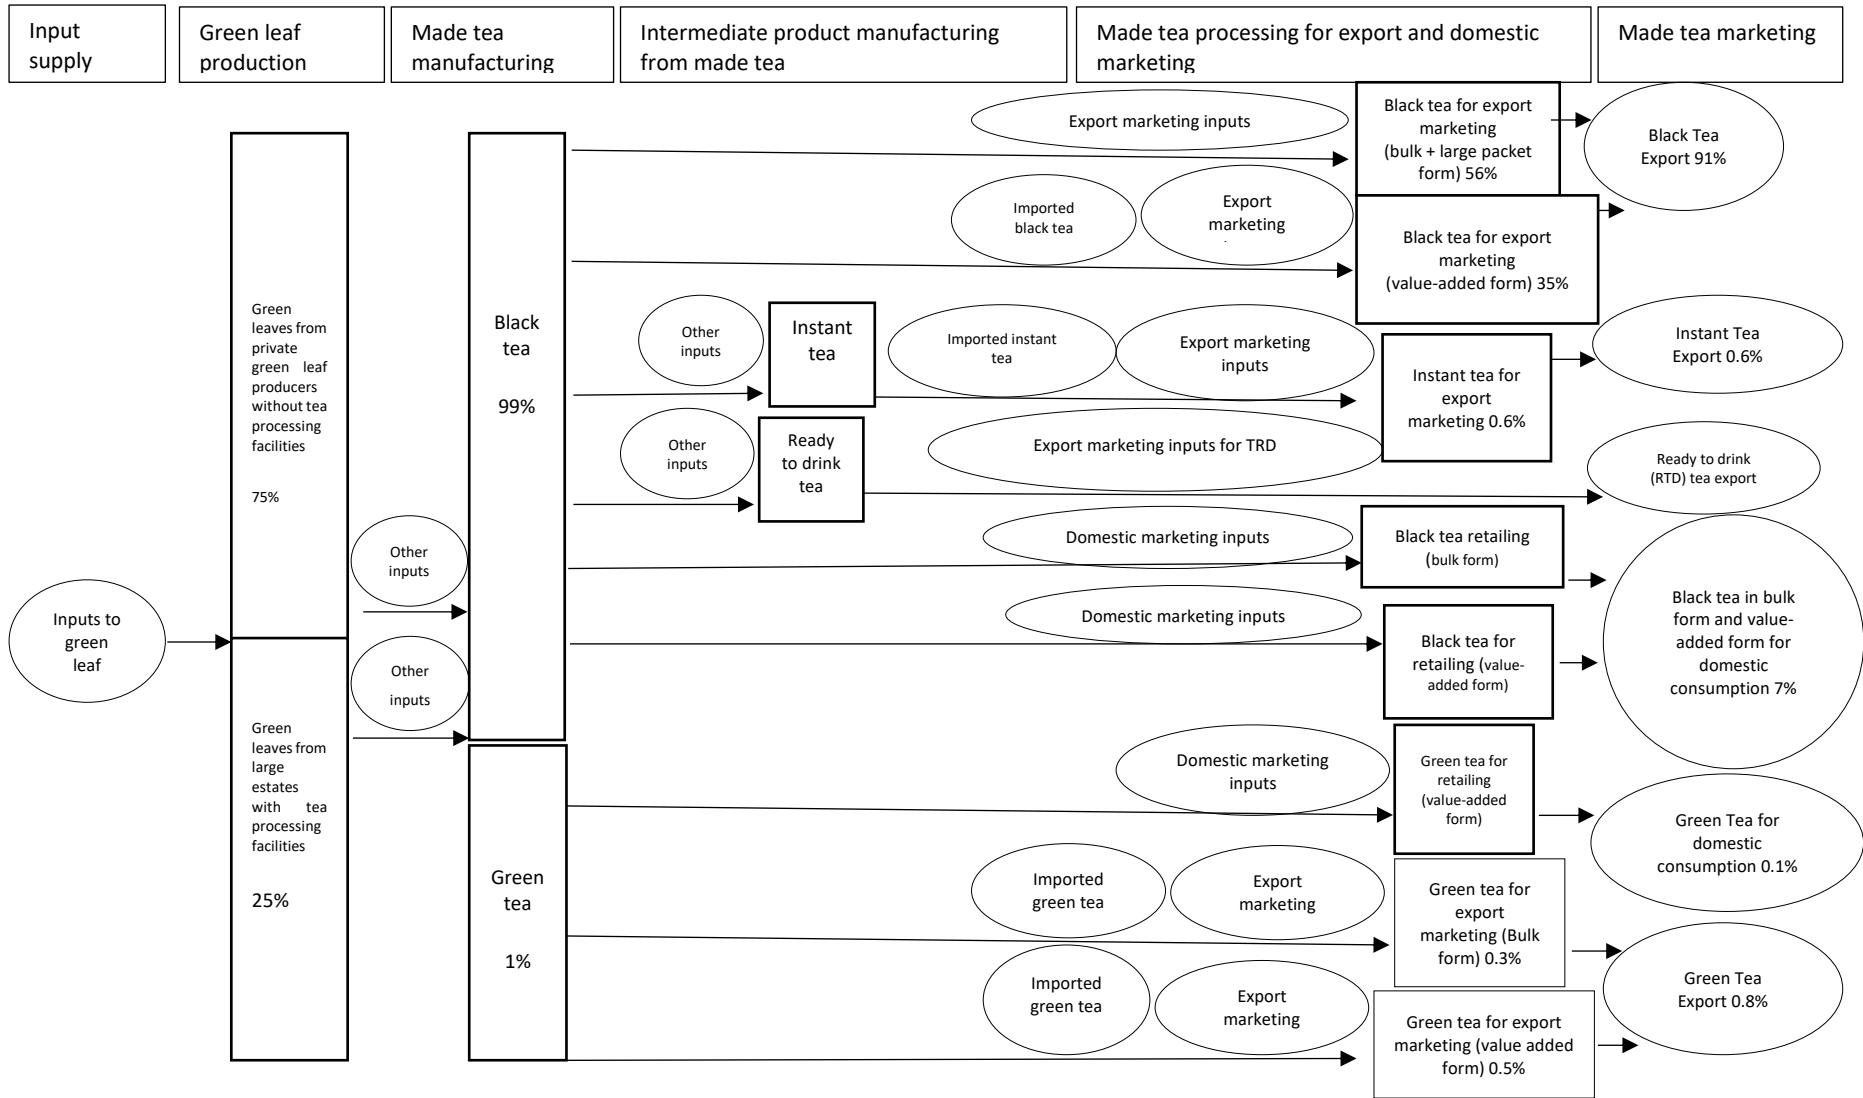 Input
supply
Green leaf
production
Made tea
manufacturing
Intermediate product manufacturing
from made tea
Made tea processing for export and domestic
marketing
Made tea marketing
Inputs to
green
leaf
Green
leaves from
private
green leaf
producers
without tea
processing
facilities
75%
Green
leaves from
large
estates
with tea
processing
facilities
25%
Other
inputs
Other
inputs
Black
tea
99%
Green
tea
1%
Export marketing inputs
Black tea for export
marketing
(bulk + large packet
form) 56%
Black Tea
Export 91%
Imported
black tea
Export
marketing
Black tea for export
marketing
(value-added form) 35%
Other
inputs
Instant
tea
Imported instant
tea
Export marketing
inputs
Instant tea for
export
marketing 0.6%
Instant Tea
Export 0.6%
Other
inputs
Ready
to drink
tea
Export marketing inputs for TRD
Ready to drink
(RTD) tea export
Domestic marketing inputs
Black tea retailing
(bulk form)
Domestic marketing inputs
Black tea for
retailing (value-
added form)
Black tea in bulk
form and value-
added form for
domestic
consumption 7%
Domestic marketing
inputs
Green tea for
retailing
(value-added
form)
Green Tea for
domestic
consumption 0.1%
Imported
green tea
Export
marketing
Green tea for
export
marketing (Bulk
form) 0.3%
Imported
green tea
Export
marketing
Green tea for export
marketing (value added
form) 0.5%
Green Tea
Export 0.8%